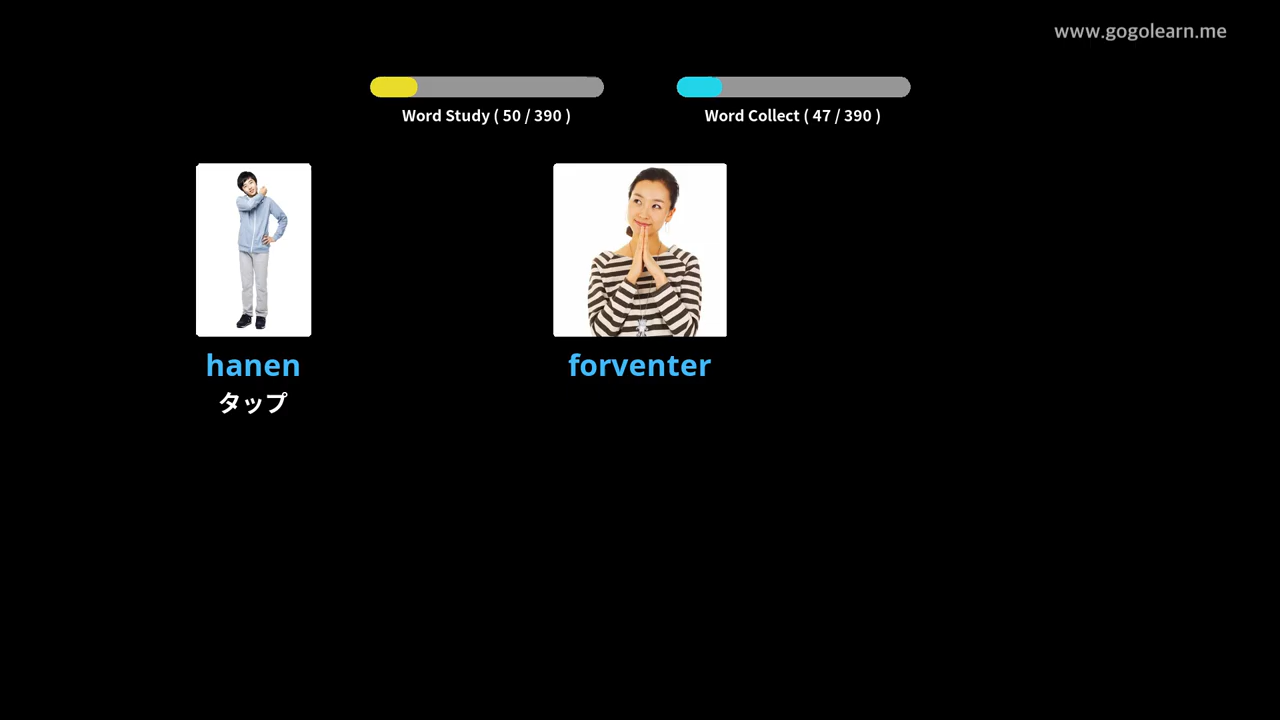 www.gogolearn.me
Word Study ( 50 / 390 )
Word Collect ( 47 / 390 )
hanen
タップ
forventer